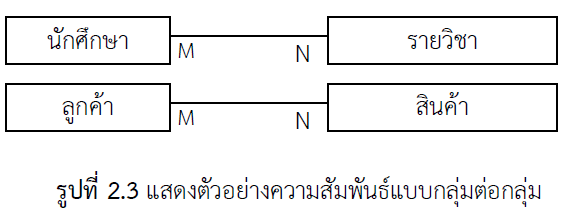 นักศึกษา M N รายวิชา
ลูกค้า M N สินค้า
รูปที่ 2.3 แสดงตัวอย่างความสัมพันธ์แบบกลุ่มต่อกลุ่ม